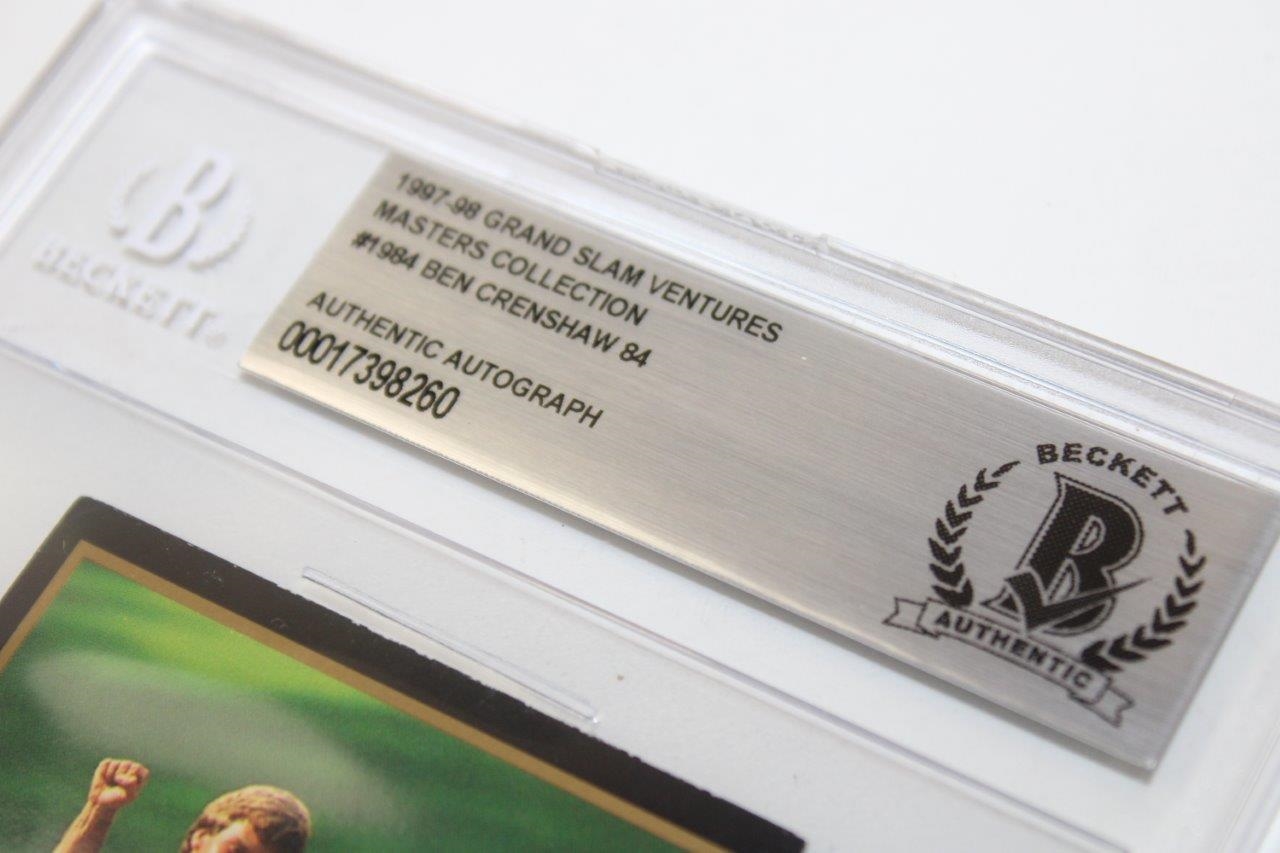 B
BECKETT
1997-98 GRAND SLAM VENTURES
MASTERS COLLECTION
#1984 BEN CRENSHAW 84
AUTHENTIC AUTOGRAPH
00017398260
BECKETT
B
AUTHENTIC